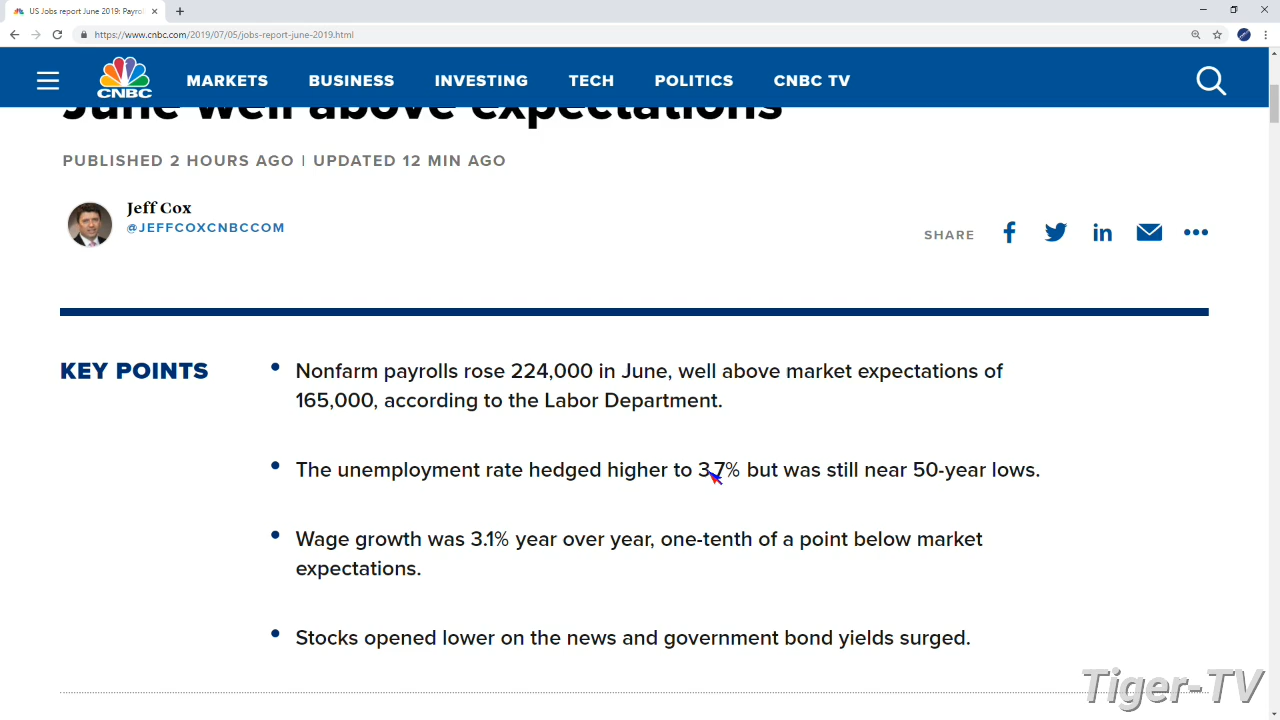 US Jobs report June 2019: Payro
https://www.cnbc.com/2019/07/05/jobs-report-june-2019.html
CNBC
MARKETS BUSINESS INVESTING TECH POLITICS CNBC TV
June well above expectations
PUBLISHED 2 HOURS AGO | UPDATED 12 MIN AGO
Jeff Cox
@JEFFCOXCNBCCOM
SHARE
KEY POINTS
• Nonfarm payrolls rose 224,000 in June, well above market expectations of
165,000, according to the Labor Department.
• The unemployment rate hedged higher to 3.7% but was still near 50-year lows.
• Wage growth was 3.1% year over year, one-tenth of a point below market
expectations.
• Stocks opened lower on the news and government bond yields surged.
Tiger-TV